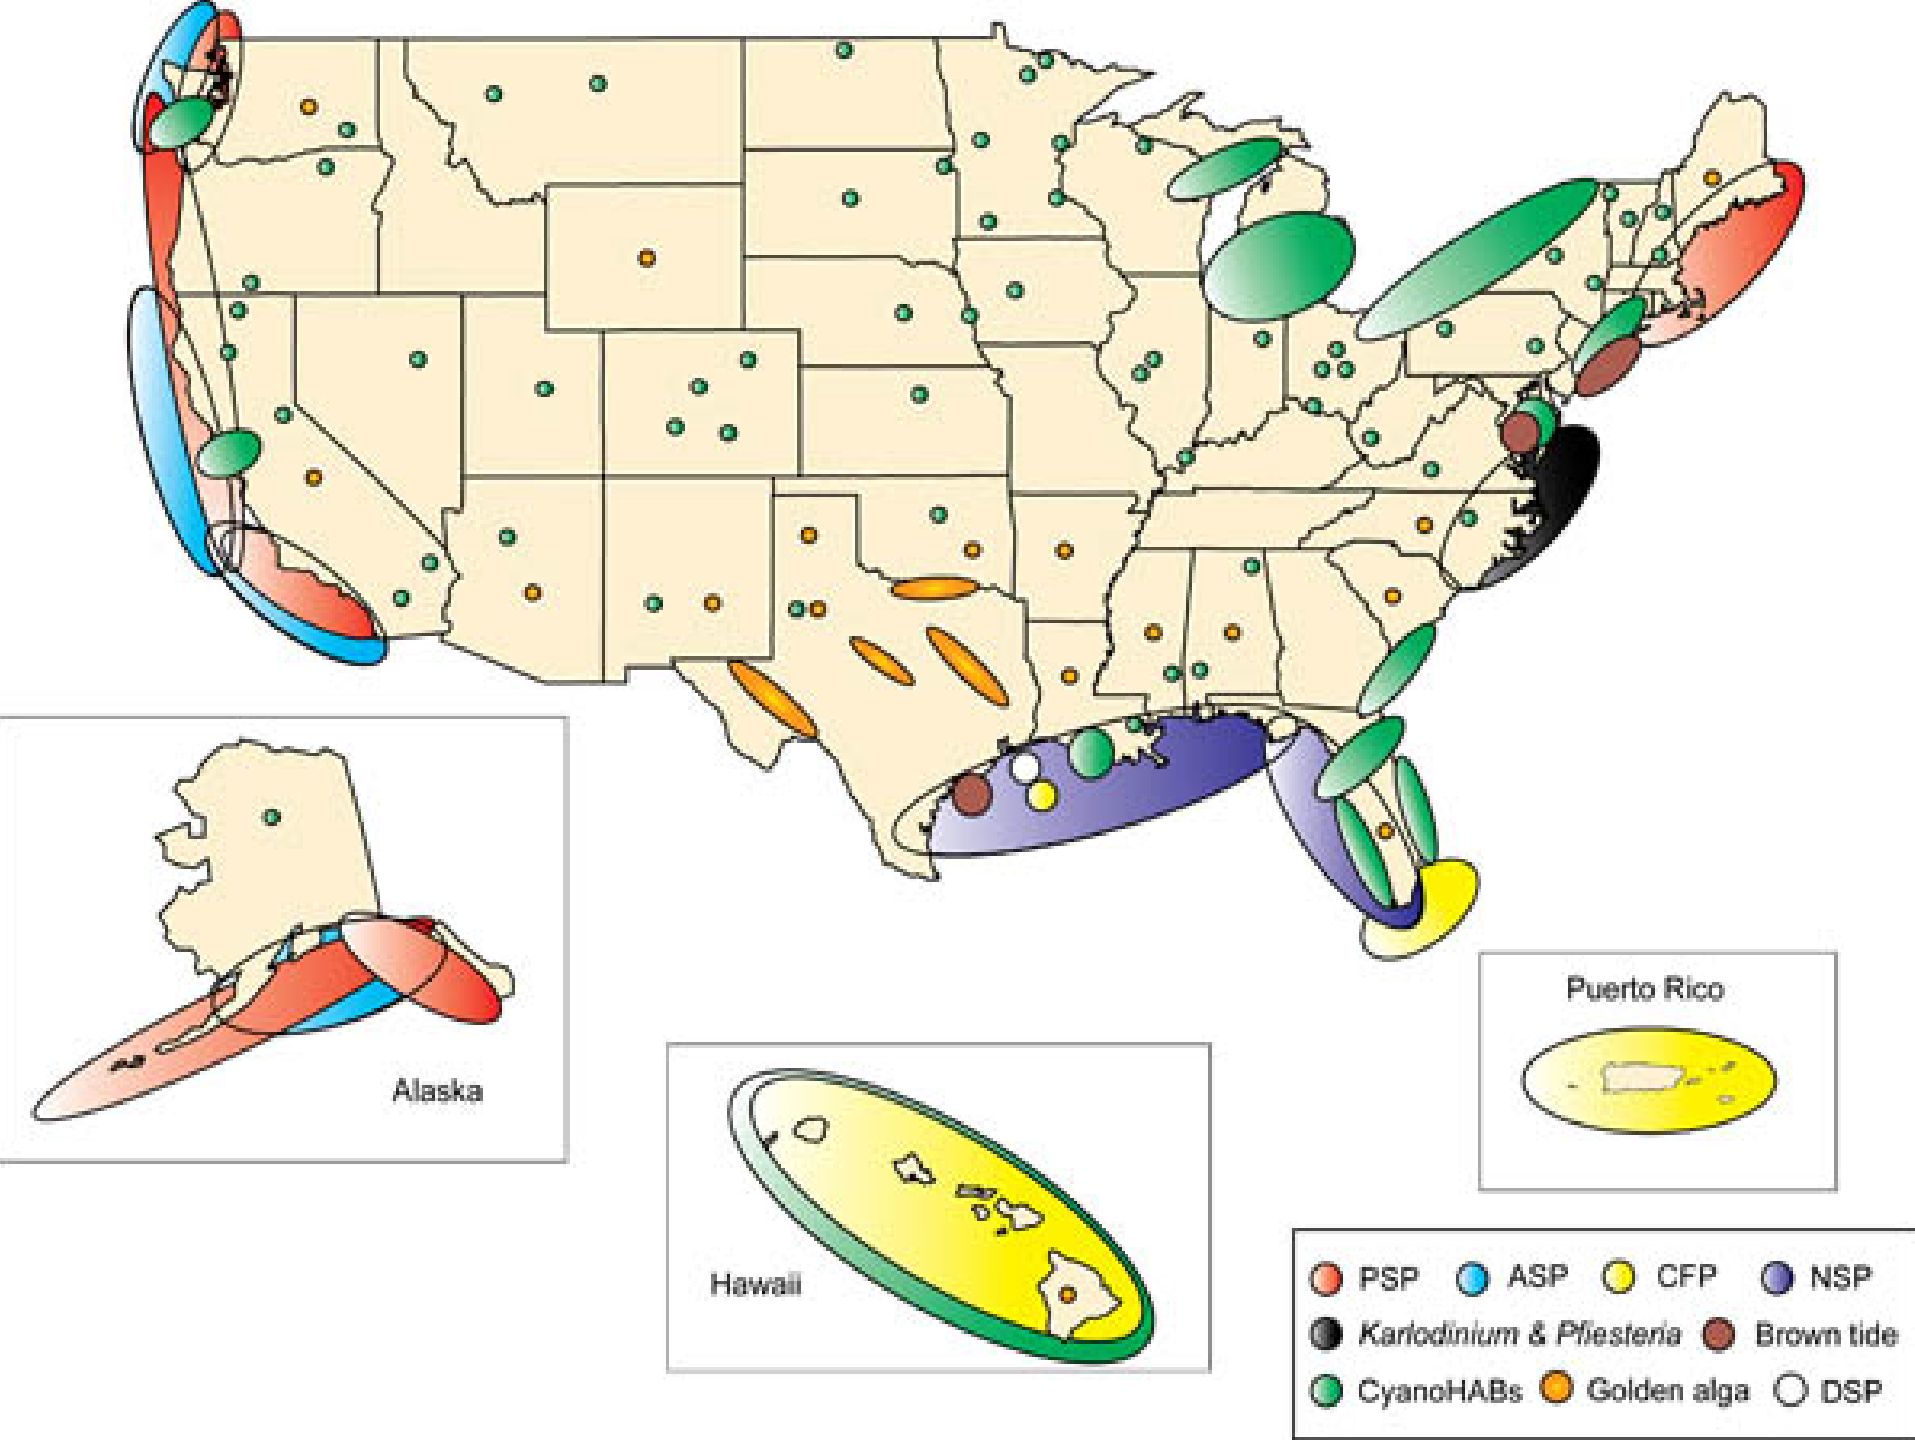 Puerto Rico
Alaska
Hawaii
PSP ASP CFP NSP
Karlodinium & Pfiesteria Brown tide
CyanoHABs Golden alga DSP